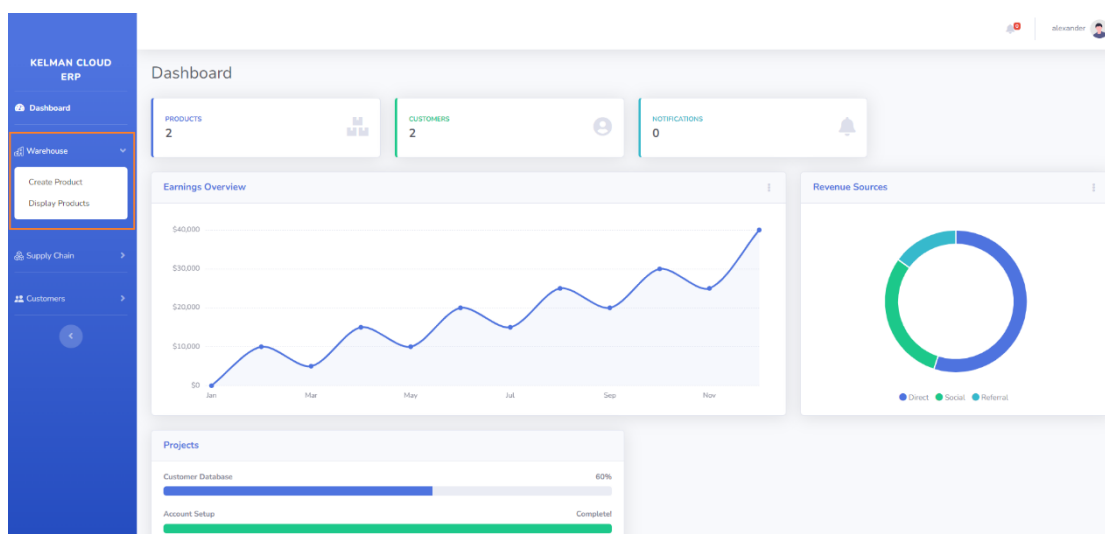 0
alexander
KELMAN CLOUD
ERP
Dashboard
Warehouse
Create Product
Display Products
Supply Chain
Customers
Dashboard
PRODUCTS
2
CUSTOMERS
2
NOTIFICATIONS
0
Earnings Overview
$40,000
$30,000
$20,000
$10,000
$0
Jan Mar May Jul Sep Nov
Revenue Sources
Direct Social Referral
Projects
Customer Database 60%
Account Setup Complete!